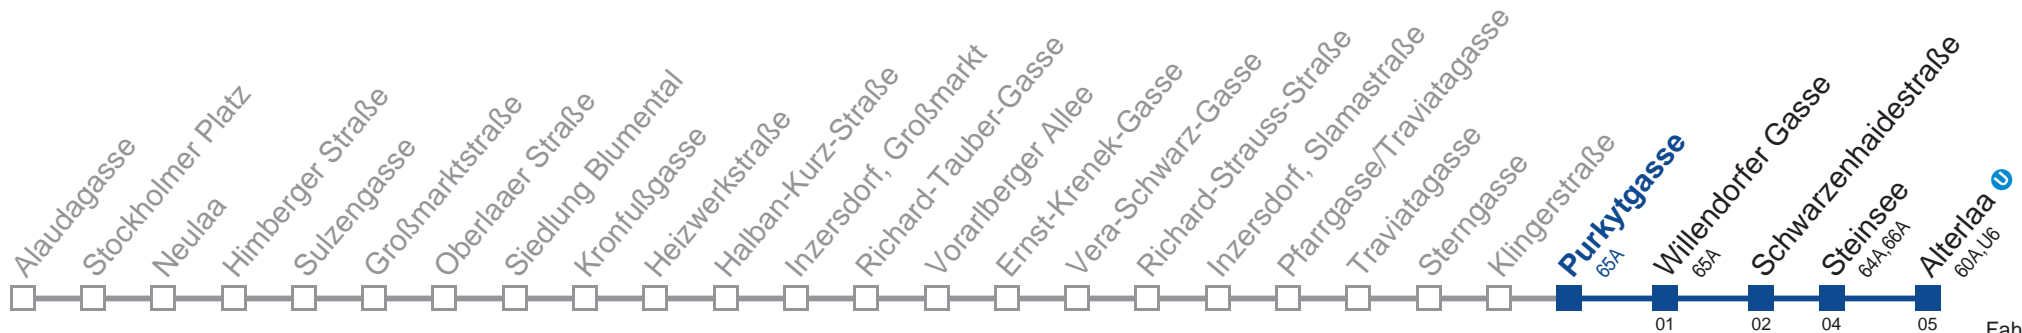 Alaudagasse
Stockholmer Platz
Neulaa
Himberger Straße
Sulzengasse
Großmarktstraße
Oberlaaer Straße
Siedlung Blumental
Kronfußgasse
Heizwerkstraße
Halban-Kurz-Straße
Inzersdorf, Großmarkt
Richard-Tauber-Gasse
Vorarlberger Allee
Ernst-Krenek-Gasse
Vera-Schwarz-Gasse
Richard-Strauss-Straße
Inzersdorf, Slamastraße
Pfarrgasse/Traviatagasse
Traviatagasse
Sterngasse
Klingerstraße
Purkytgasse
65A
Willendorfer Gasse
65A
Schwarzenhaidestraße
Steinsee
64A,66A
Alterlaa U
60A,U6
01
02
04
05
Fah